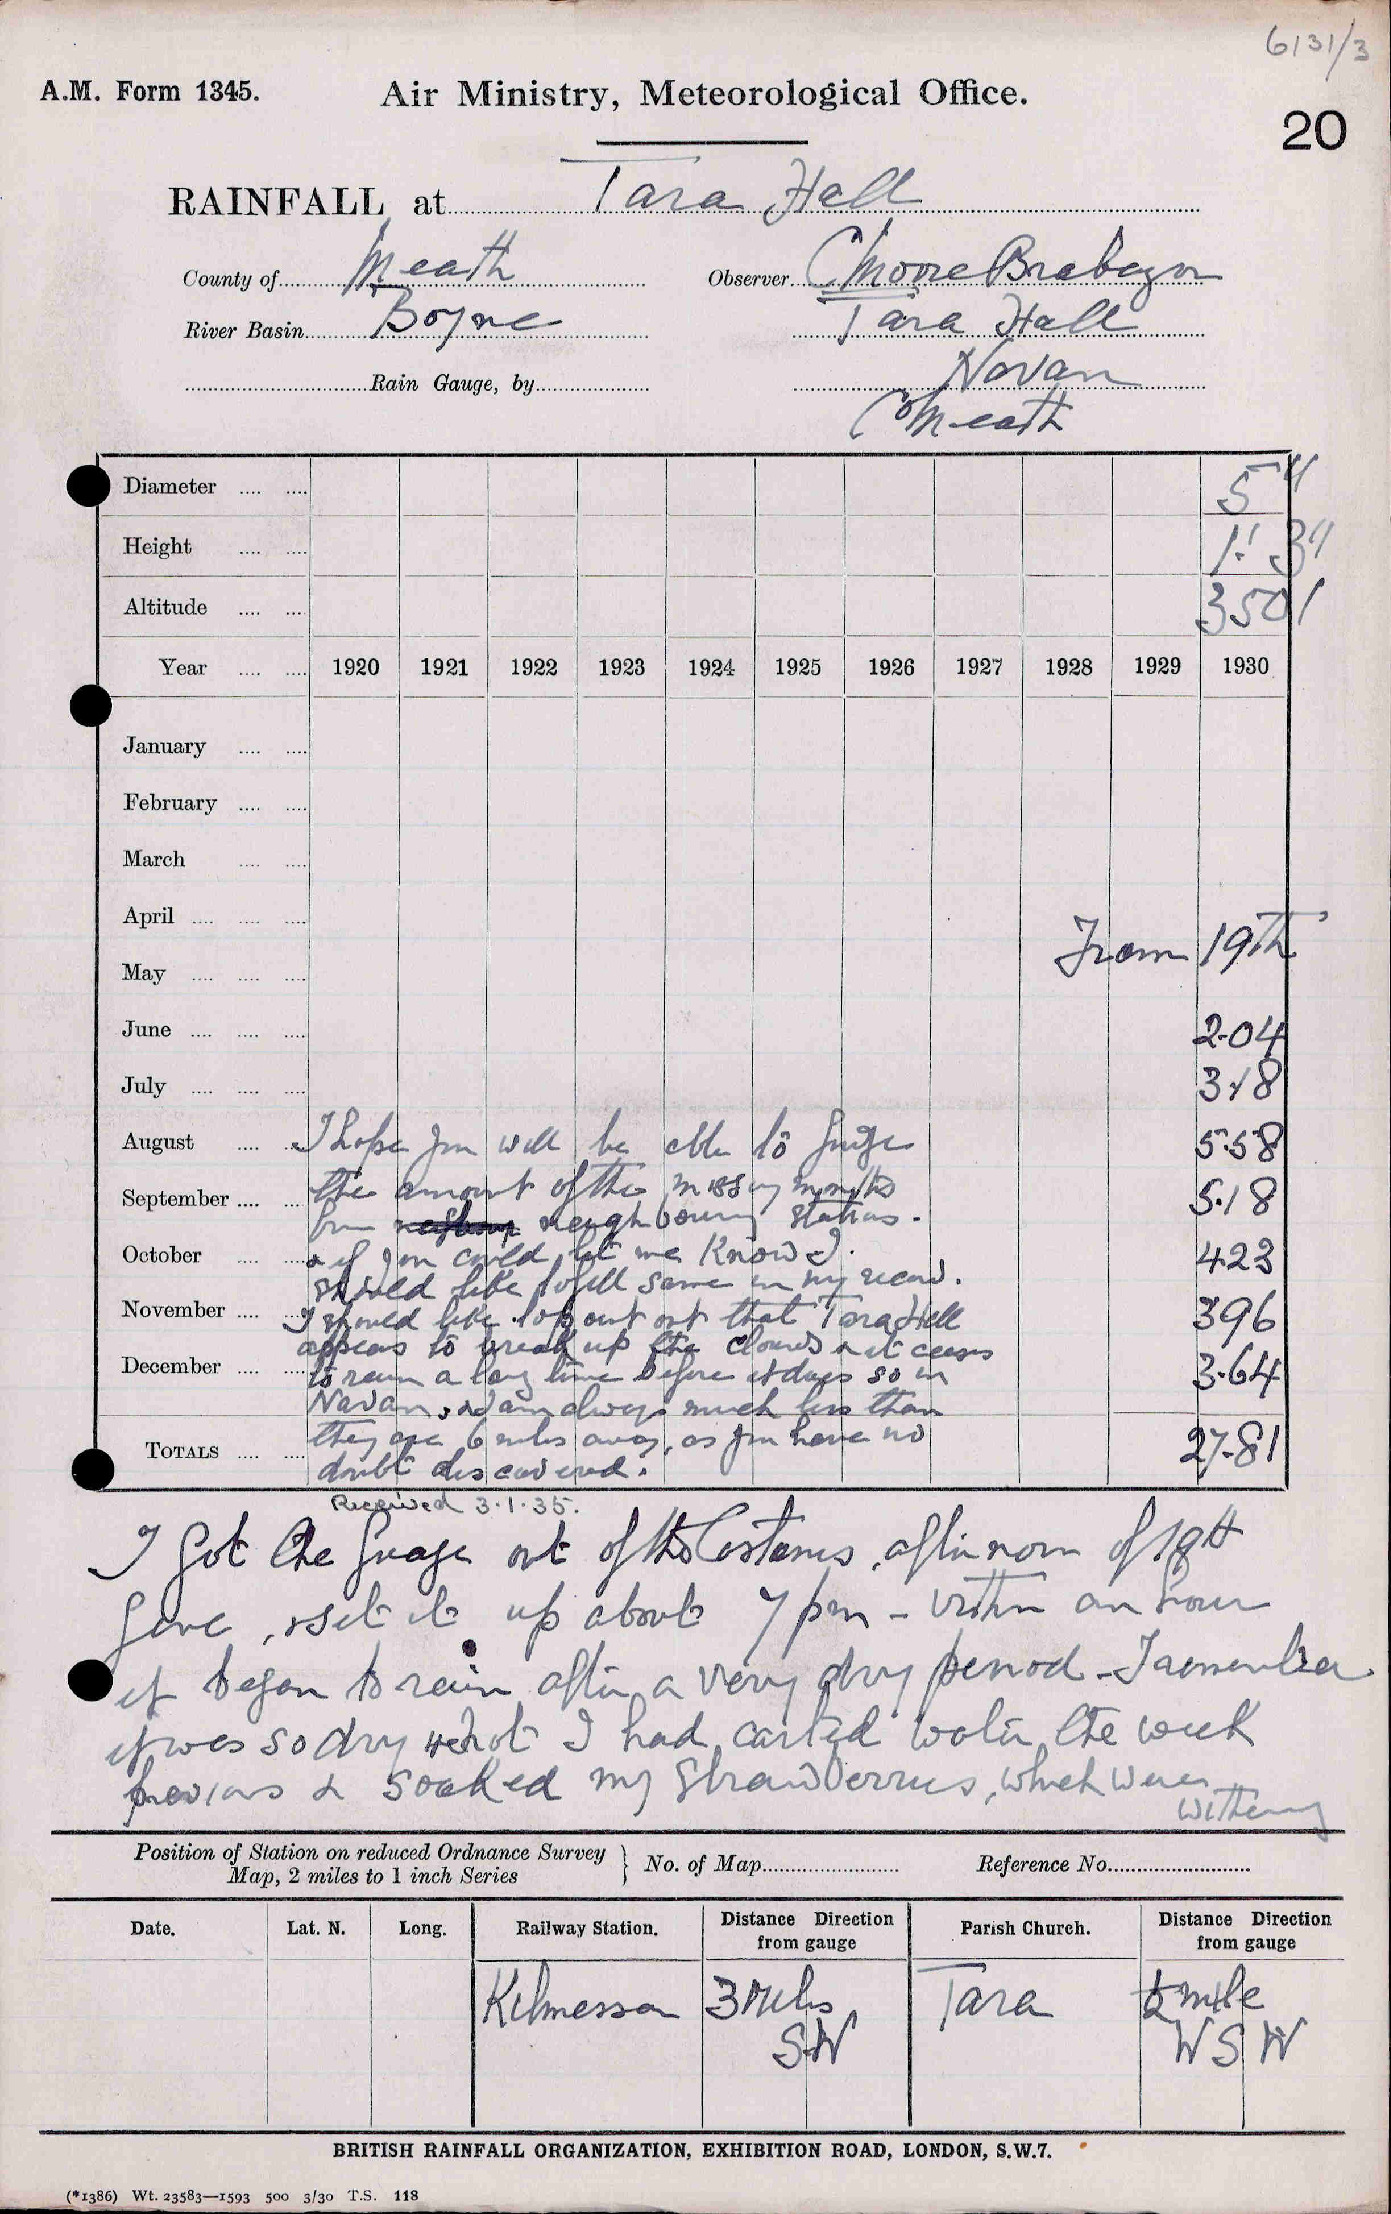 6131/3
A.M. Form 1345.
Air Ministry, Meteorological Office.
20
RAINFALL at Tara Hall
County of Meath
Observer C Moore Brabazon
River Basin Boyne
Tara Hall
Rain Gauge, by
Navan
Co Meath
Diameter 5"
Height 1' 3"
Altitude 350'
Year 1920 1921 1922 1923 1924 1925 1926 1927 1928 1929 1930
January
February
March
April
From 19th
May
June 2.04
July 3.18
August 5.58
September 5.18
October 4.23
November 3.96
December 3.64
TOTALS 27.81
I hope you will be able to judge
the amount of the missing months
from neighbouring stations.
& if you could let me know I
should like to fill same in my record.
I should like to point out that Tara Hill
appears to break up the clouds & it ceases
to rain a long time before it does so in
Navan, & I am always much less than
they are 6 miles away, as you have no
doubt discovered.
Received 3.1.35.
I got the guage out of the Customs, afternoon of 19th
June, & set it up about 7 pm - within an hour
it began to rain after a very dry period - I remember
it was so dry that I had carted water the week
previous & soaked my strawberries, which were
withering
Position of Station on reduced Ordnance Survey
Map, 2 miles to 1 inch Series
No. of Map
Reference No.
Date. Lat. N. Long. Railway Station. Distance Direction from gauge Parish Church. Distance Direction from gauge
Kilmesson 3 Miles Tara ½ mile
SW WSW
BRITISH RAINFALL ORGANIZATION, EXHIBITION ROAD, LONDON, S.W.7.
(*1386) Wt. 23583—1593 500 3/30 T.S. 118